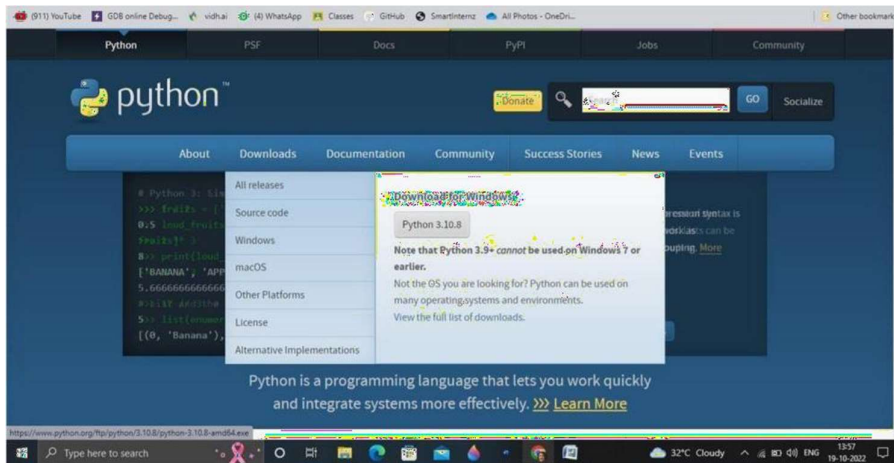 (911) YouTube GDB online Debug... vidh.ai (4) WhatsApp Classes GitHub Smartinternz All Photos - OneDri... Other bookmark
Python PSF Docs PyPI Jobs Community
python™
Donate GO Socialize
About Downloads Documentation Community Success Stories News Events
# Python 3: Lis
>>> fruits = ['
All releases
Source code
Windows
macOS
Other Platforms
License
Alternative Implementations
Download for Windows
Python 3.10.8
Note that Python 3.9+ cannot be used on Windows 7 or
earlier.
Not the OS you are looking for? Python can be used on
many operating systems and environments.
View the full list of downloads.
['BANANA', 'APP
[(0, 'Banana'),
More
Python is a programming language that lets you work quickly
and integrate systems more effectively. >>> Learn More
https://www.python.org/ftp/python/3.10.8/python-3.10.8-amd64.exe
Type here to search 32°C Cloudy ENG 13:57
19-10-2022